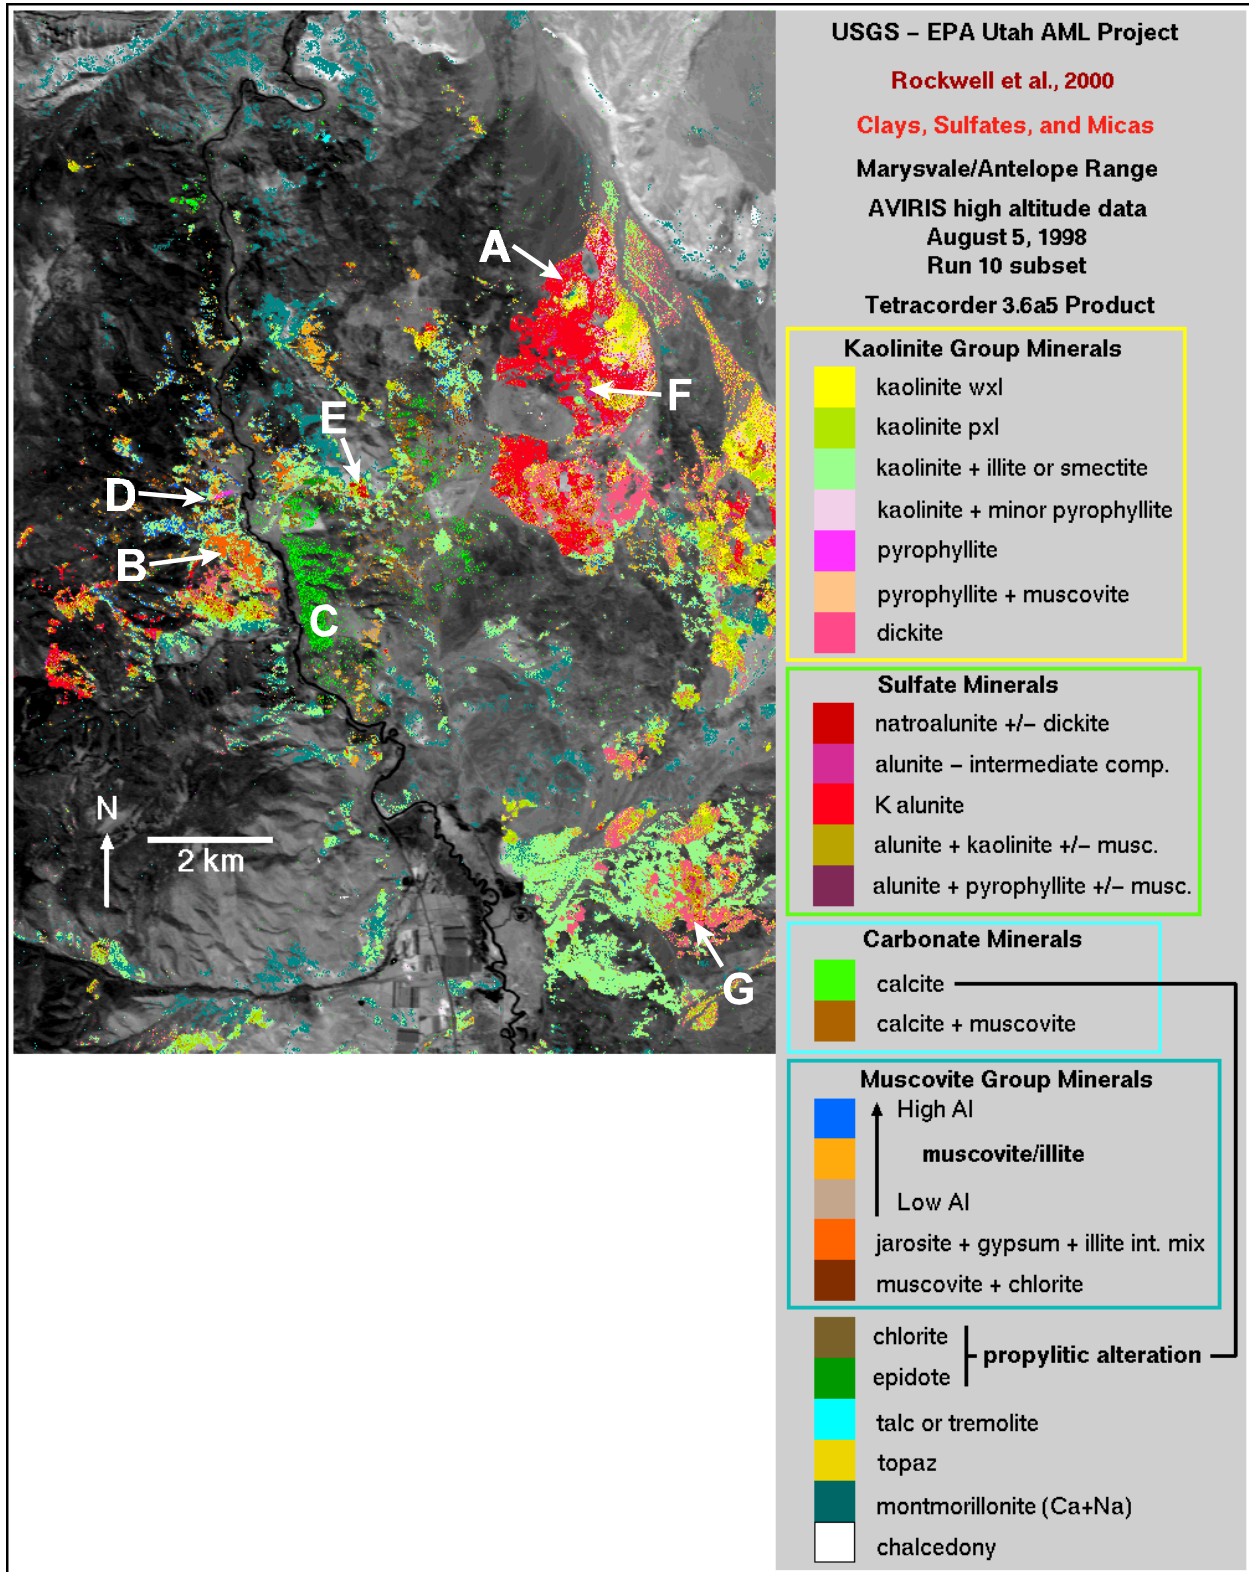 USGS – EPA Utah AML Project
Rockwell et al., 2000
Clays, Sulfates, and Micas
Marysvale/Antelope Range
AVIRIS high altitude data
August 5, 1998
Run 10 subset
Tetracorder 3.6a5 Product
Kaolinite Group Minerals
kaolinite wxl
kaolinite pxl
kaolinite + illite or smectite
kaolinite + minor pyrophyllite
pyrophyllite
pyrophyllite + muscovite
dickite
Sulfate Minerals
natroalunite +/– dickite
alunite – intermediate comp.
K alunite
alunite + kaolinite +/– musc.
alunite + pyrophyllite +/– musc.
Carbonate Minerals
calcite
calcite + muscovite
Muscovite Group Minerals
High Al
muscovite/illite
Low Al
jarosite + gypsum + illite int. mix
muscovite + chlorite
chlorite
epidote
propylitic alteration
talc or tremolite
topaz
montmorillonite (Ca+Na)
chalcedony
A
F
E
D
B
C
N
2 km
G